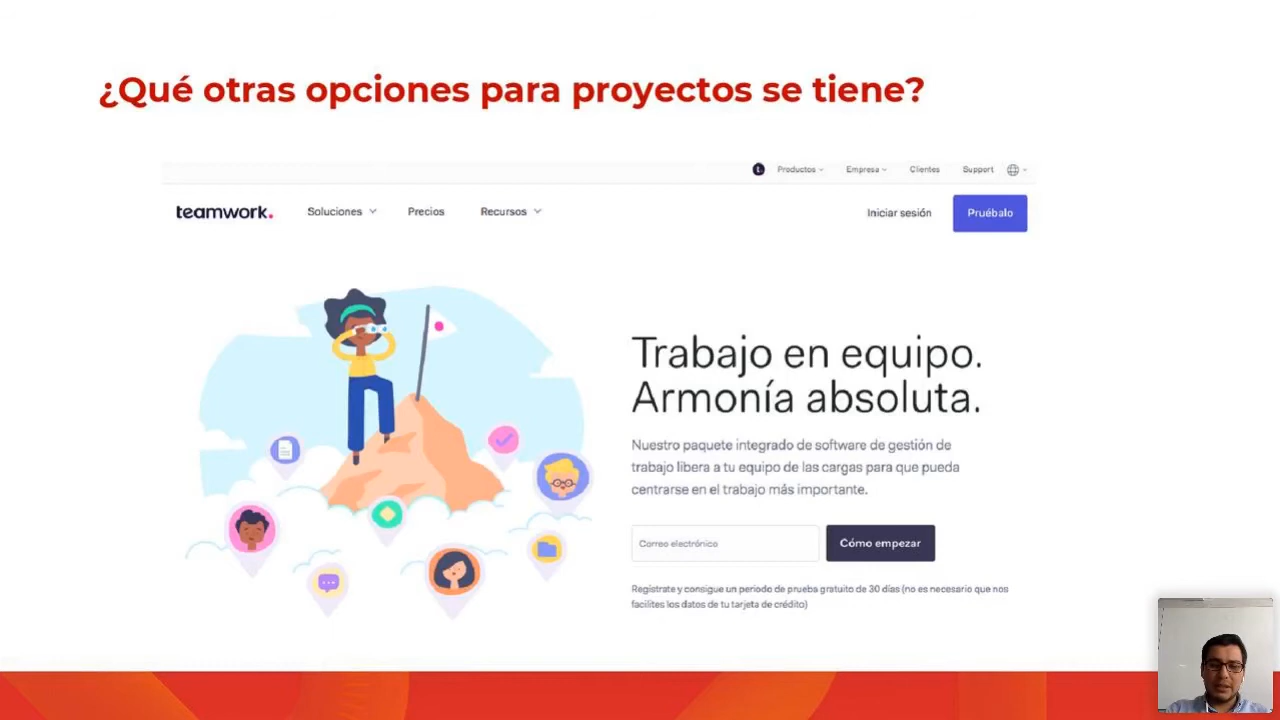 ¿Qué otras opciones para proyectos se tiene?
Productos Empresa Clientes Support
teamwork. Soluciones Precios Recursos Iniciar sesión Pruébalo
Trabajo en equipo.
Armonía absoluta.
Nuestro paquete integrado de software de gestión de
trabajo libera a tu equipo de las cargas para que pueda
centrarse en el trabajo más importante.
Correo electrónico Cómo empezar
Regístrate y consigue un periodo de prueba gratuito de 30 días (no es necesario que nos
facilites los datos de tu tarjeta de crédito)